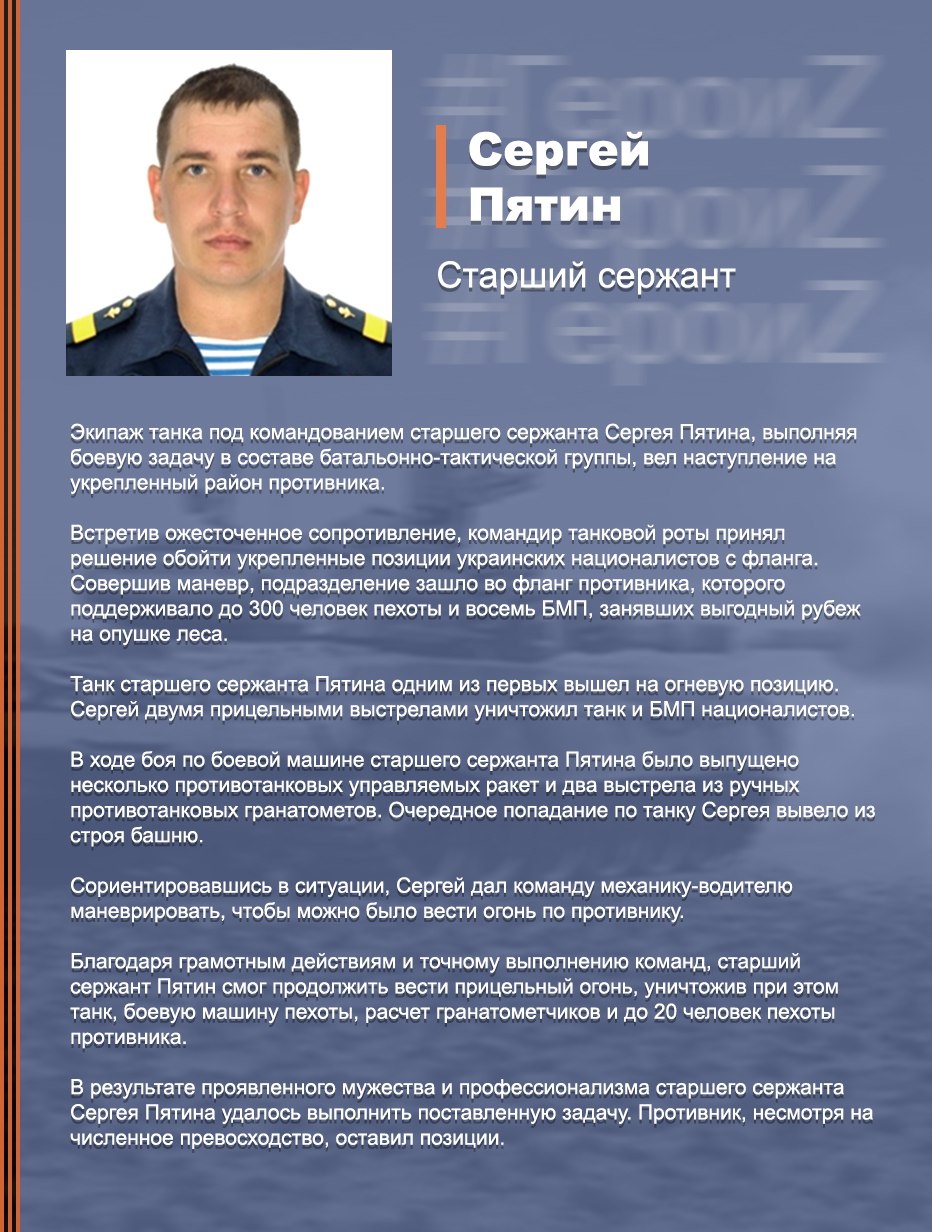 #ГероиZ
Сергей
#ГероиZ
Пятин
Старший сержант
#ГероиZ
Экипаж танка под командованием старшего сержанта Сергея Пятина, выполняя
боевую задачу в составе батальонно-тактической группы, вел наступление на
укрепленный район противника.
Встретив ожесточенное сопротивление, командир танковой роты принял
решение обойти укрепленные позиции украинских националистов с фланга.
Совершив маневр, подразделение зашло во фланг противника, которого
поддерживало до 300 человек пехоты и восемь БМП, занявших выгодный рубеж
на опушке леса.
Танк старшего сержанта Пятина одним из первых вышел на огневую позицию.
Сергей двумя прицельными выстрелами уничтожил танк и БМП националистов.
В ходе боя по боевой машине старшего сержанта Пятина было выпущено
несколько противотанковых управляемых ракет и два выстрела из ручных
противотанковых гранатометов. Очередное попадание по танку Сергея вывело из
строя башню.
Сориентировавшись в ситуации, Сергей дал команду механику-водителю
маневрировать, чтобы можно было вести огонь по противнику.
Благодаря грамотным действиям и точному выполнению команд, старший
сержант Пятин смог продолжить вести прицельный огонь, уничтожив при этом
танк, боевую машину пехоты, расчет гранатометчиков и до 20 человек пехоты
противника.
В результате проявленного мужества и профессионализма старшего сержанта
Сергея Пятина удалось выполнить поставленную задачу. Противник, несмотря на
численное превосходство, оставил позиции.